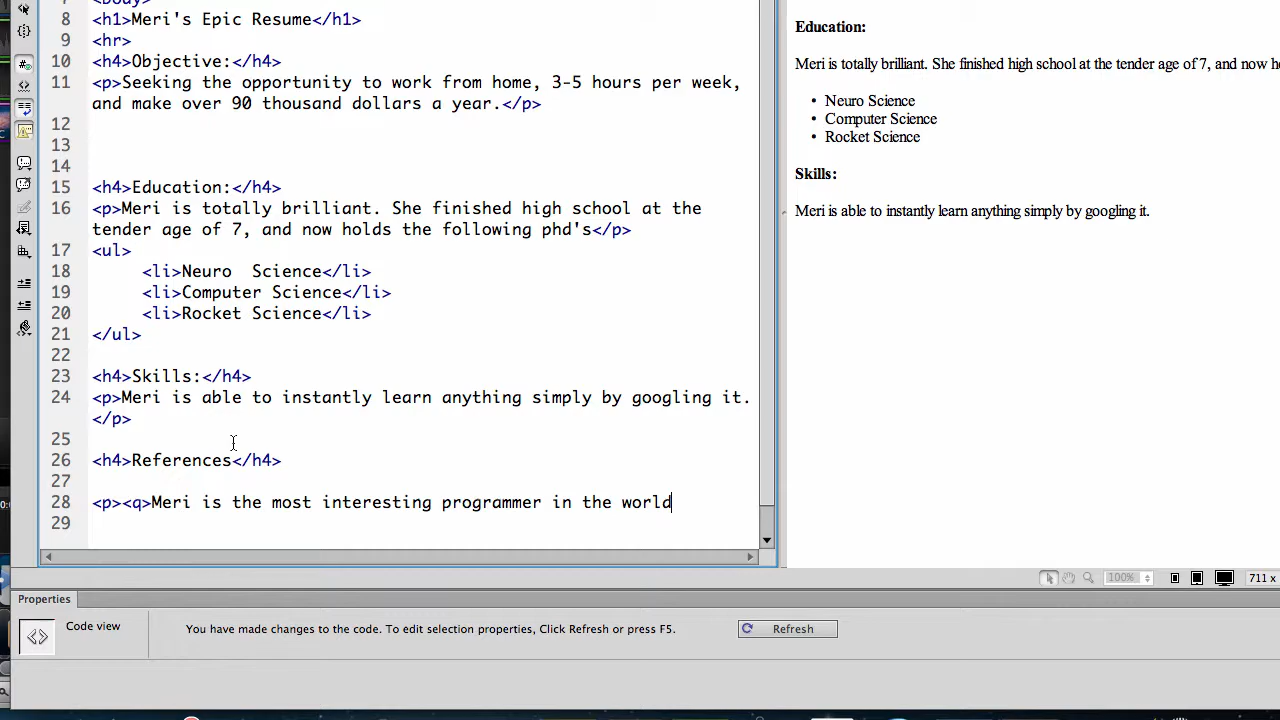 7 <body>
8 <h1>Meri's Epic Resume</h1>
9 <hr>
10 <h4>Objective:</h4>
11 <p>Seeking the opportunity to work from home, 3-5 hours per week,
and make over 90 thousand dollars a year.</p>
12
13
14
15 <h4>Education:</h4>
16 <p>Meri is totally brilliant. She finished high school at the
tender age of 7, and now holds the following phd's</p>
17 <ul>
18 <li>Neuro  Science</li>
19 <li>Computer Science</li>
20 <li>Rocket Science</li>
21 </ul>
22
23 <h4>Skills:</h4>
24 <p>Meri is able to instantly learn anything simply by googling it.
</p>
25
26 <h4>References</h4>
27
28 <p><q>Meri is the most interesting programmer in the world
29
Education:
Meri is totally brilliant. She finished high school at the tender age of 7, and now
• Neuro Science
• Computer Science
• Rocket Science
Skills:
Meri is able to instantly learn anything simply by googling it.
100%
711 x
Properties
Code view
You have made changes to the code. To edit selection properties, Click Refresh or press F5.
Refresh